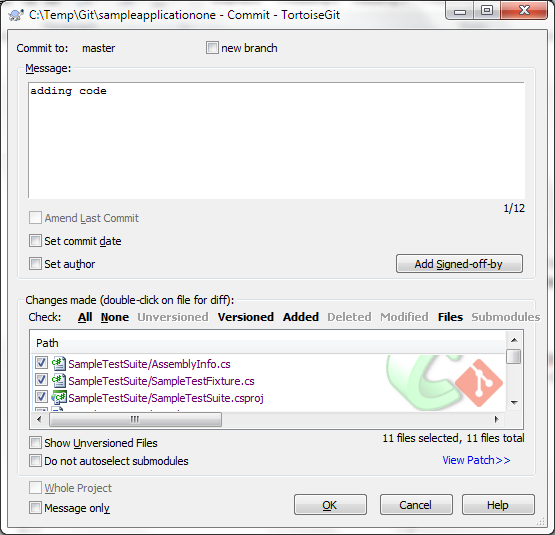 C:\Temp\Git\sampleapplicationone - Commit - TortoiseGit
Commit to: master new branch
Message:
adding code
1/12
Amend Last Commit
Set commit date
Set author Add Signed-off-by
Changes made (double-click on file for diff):
Check: All None Unversioned Versioned Added Deleted Modified Files Submodules
Path
SampleTestSuite/AssemblyInfo.cs
SampleTestSuite/SampleTestFixture.cs
SampleTestSuite/SampleTestSuite.csproj
Show Unversioned Files 11 files selected, 11 files total
Do not autoselect submodules View Patch>>
Whole Project
Message only OK Cancel Help